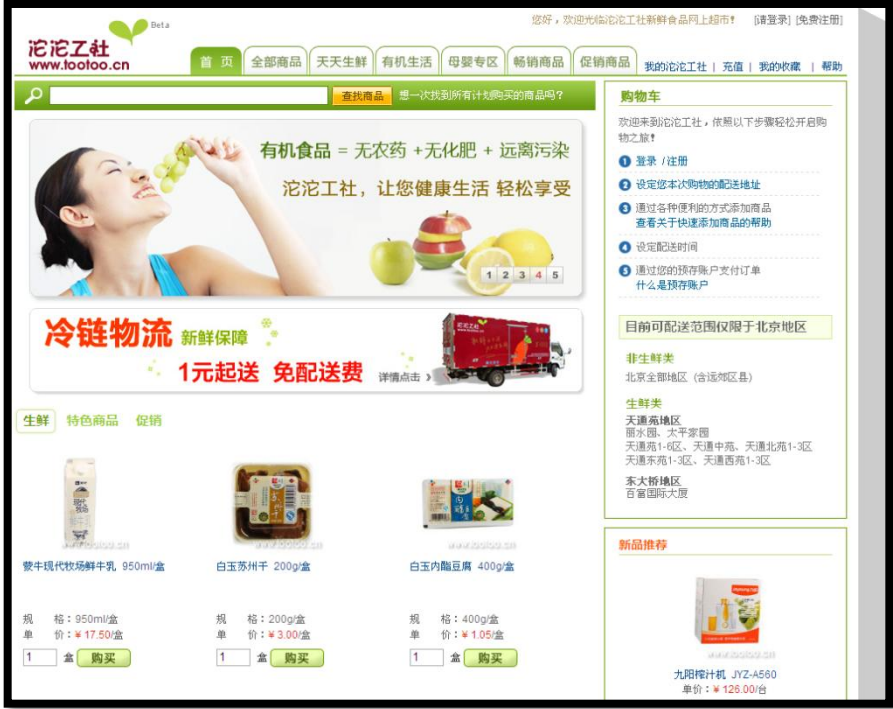 Beta
您好，欢迎光临沱沱工社新鲜食品网上超市！ [请登录] [免费注册]
沱沱工社
www.tootoo.cn
首 页 全部商品 天天生鲜 有机生活 母婴专区 畅销商品 促销商品 我的沱沱工社 | 充值 | 我的收藏 | 帮助
查找商品 想一次找到所有计划购买的商品吗？
有机食品 = 无农药 +无化肥 + 远离污染
沱沱工社，让您健康生活 轻松享受
1 2 3 4 5
冷链物流 新鲜保障
1元起送 免配送费 详情点击
沱沱工社
生鲜 特色商品 促销
www.tootoo.cn www.tootoo.cn www.tootoo.cn
蒙牛现代牧场鲜牛乳 950ml/盒 白玉苏州干 200g/盒 白玉内酯豆腐 400g/盒
规 格：950ml/盒 规 格：200g/盒 规 格：400g/盒
单 价：¥ 17.50/盒 单 价：¥ 3.00/盒 单 价：¥ 1.05/盒
1 盒 购买 1 盒 购买 1 盒 购买
购物车
欢迎来到沱沱工社，依照以下步骤轻松开启购
物之旅！
1 登录 /注册
2 设定您本次购物的配送地址
3 通过各种便利的方式添加商品
查看关于快速添加商品的帮助
4 设定配送时间
5 通过您的预存账户支付订单
什么是预存账户
目前可配送范围仅限于北京地区
非生鲜类
北京全部地区 (含远郊区县)
生鲜类
天通苑地区
丽水园、太平家园
天通苑1-6区、天通中苑、天通北苑1-3区
天通东苑1-3区、天通西苑1-3区
东大桥地区
百富国际大厦
新品推荐
www.tootoo.cn
九阳榨汁机 JYZ-A560
单价：¥ 126.00/台